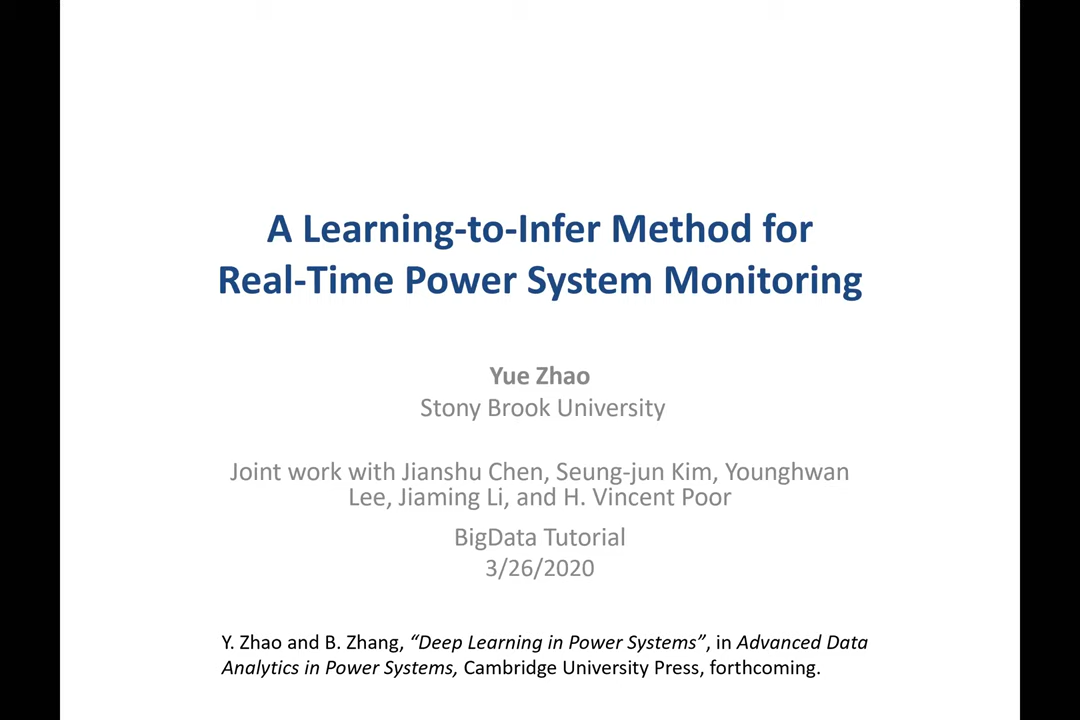 A Learning-to-Infer Method for
Real-Time Power System Monitoring
Yue Zhao
Stony Brook University
Joint work with Jianshu Chen, Seung-jun Kim, Younghwan
Lee, Jiaming Li, and H. Vincent Poor
BigData Tutorial
3/26/2020
Y. Zhao and B. Zhang, “Deep Learning in Power Systems”, in Advanced Data
Analytics in Power Systems, Cambridge University Press, forthcoming.